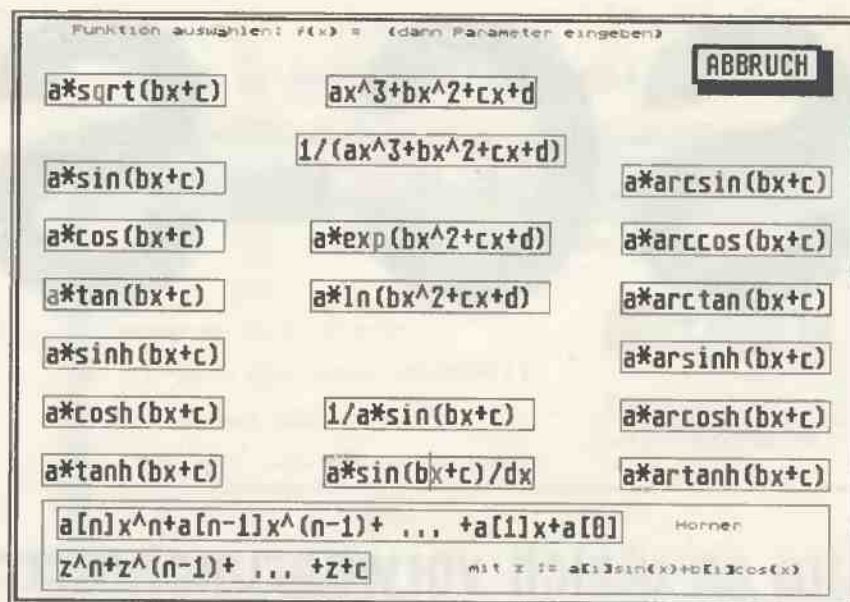 Funktion auswahlen: f(x) = (dann Parameter eingeben)
ABBRUCH
a*sqrt(bx+c) ax^3+bx^2+cx+d
1/(ax^3+bx^2+cx+d)
a*sin(bx+c) a*arcsin(bx+c)
a*cos(bx+c) a*exp(bx^2+cx+d) a*arccos(bx+c)
a*tan(bx+c) a*ln(bx^2+cx+d) a*arctan(bx+c)
a*sinh(bx+c) a*arsinh(bx+c)
a*cosh(bx+c) 1/a*sin(bx+c) a*arcosh(bx+c)
a*tanh(bx+c) a*sin(bx+c)/dx a*artanh(bx+c)
a[n]x^n+a[n-1]x^(n-1)+ ... +a[1]x+a[0] Horner
z^n+z^(n-1)+ ... +z+c mit z := a[i]sin(x)+b[i]cos(x)